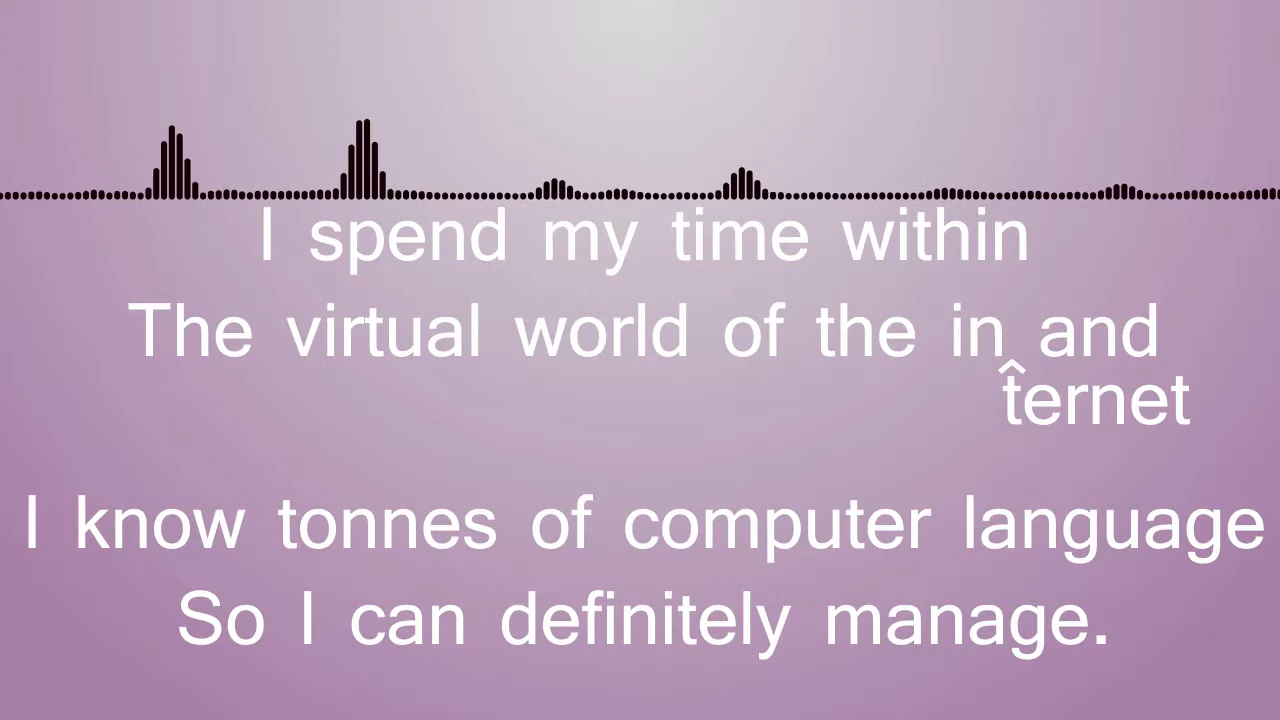 I spend my time within
The virtual world of the in and
^
ternet
I know tonnes of computer language
So I can definitely manage.